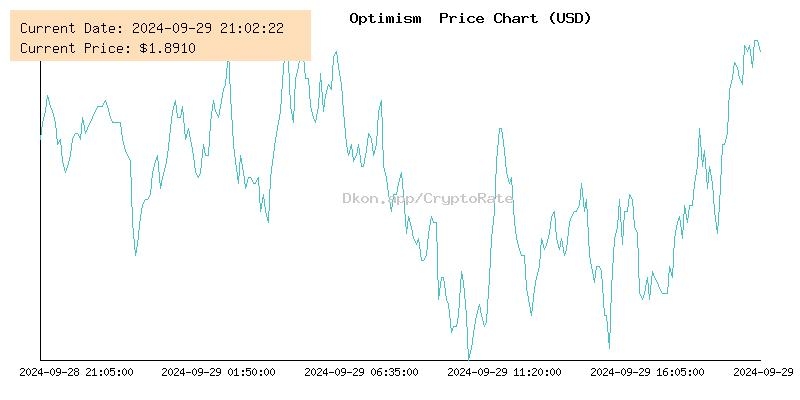 Optimism  Price Chart (USD)
Current Date: 2024-09-29 21:02:22
Current Price: $1.8910
Dkon.app/CryptoRate
2024-09-28 21:05:00 2024-09-29 01:50:00 2024-09-29 06:35:00 2024-09-29 11:20:00 2024-09-29 16:05:00 2024-09-29